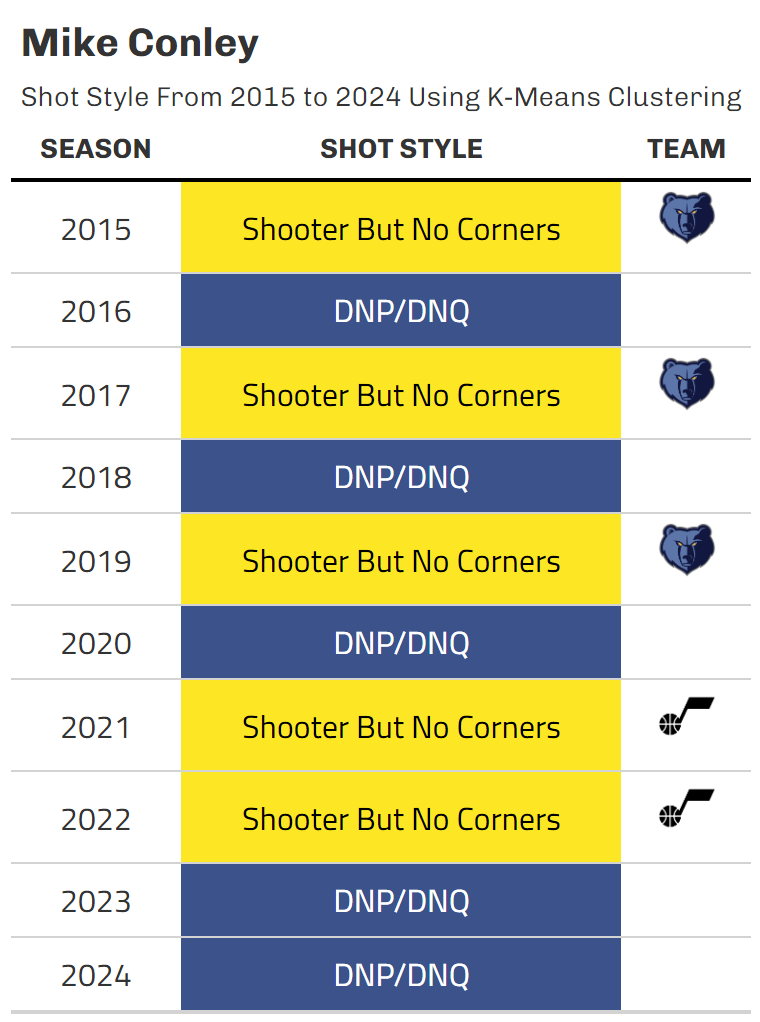 Mike Conley
Shot Style From 2015 to 2024 Using K-Means Clustering
SEASON SHOT STYLE TEAM
2015 Shooter But No Corners
2016 DNP/DNQ
2017 Shooter But No Corners
2018 DNP/DNQ
2019 Shooter But No Corners
2020 DNP/DNQ
2021 Shooter But No Corners
2022 Shooter But No Corners
2023 DNP/DNQ
2024 DNP/DNQ